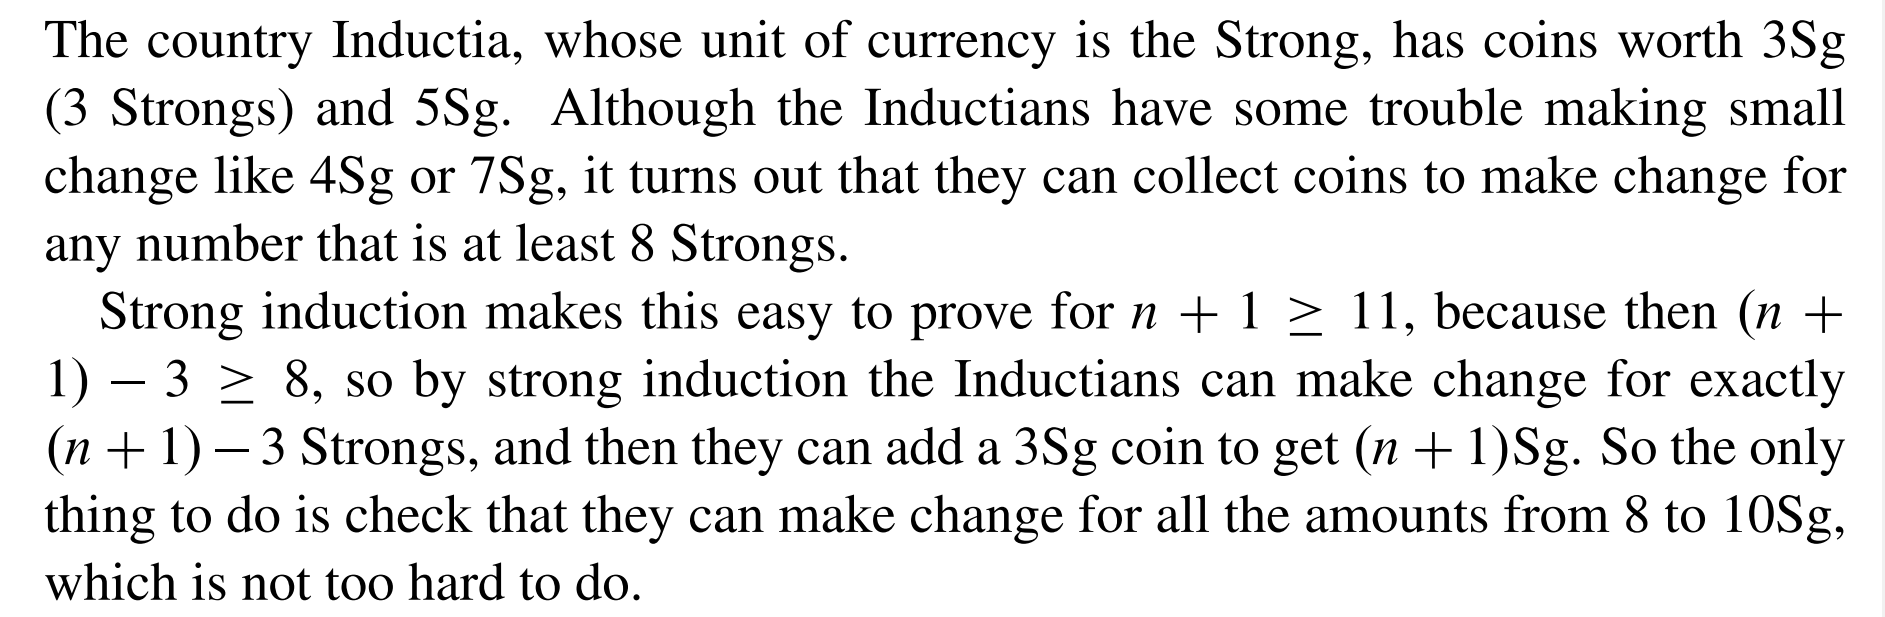 The country Inductia, whose unit of currency is the Strong, has coins worth 3Sg
(3 Strongs) and 5Sg. Although the Inductians have some trouble making small
change like 4Sg or 7Sg, it turns out that they can collect coins to make change for
any number that is at least 8 Strongs.
Strong induction makes this easy to prove for n + 1 ≥ 11, because then (n +
1) − 3 ≥ 8, so by strong induction the Inductians can make change for exactly
(n + 1) − 3 Strongs, and then they can add a 3Sg coin to get (n + 1)Sg. So the only
thing to do is check that they can make change for all the amounts from 8 to 10Sg,
which is not too hard to do.